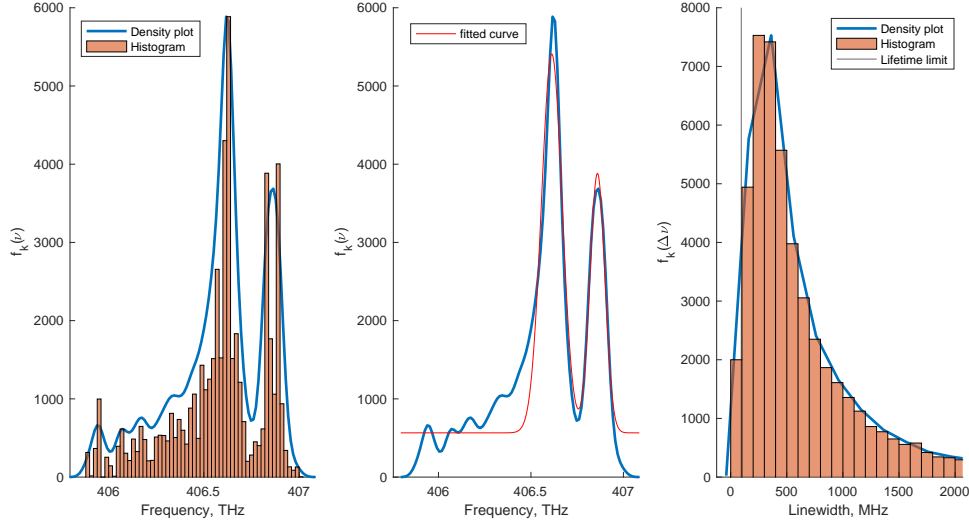 Density plot
Histogram
6000
5000
4000
3000
2000
1000
0
f_k(ν)
406
406.5
407
Frequency, THz
fitted curve
6000
5000
4000
3000
2000
1000
0
f_k(ν)
406
406.5
407
Frequency, THz
Density plot
Histogram
Lifetime limit
8000
7000
6000
5000
4000
3000
2000
1000
0
f_k(Δν)
0
500
1000
1500
2000
Linewidth, MHz